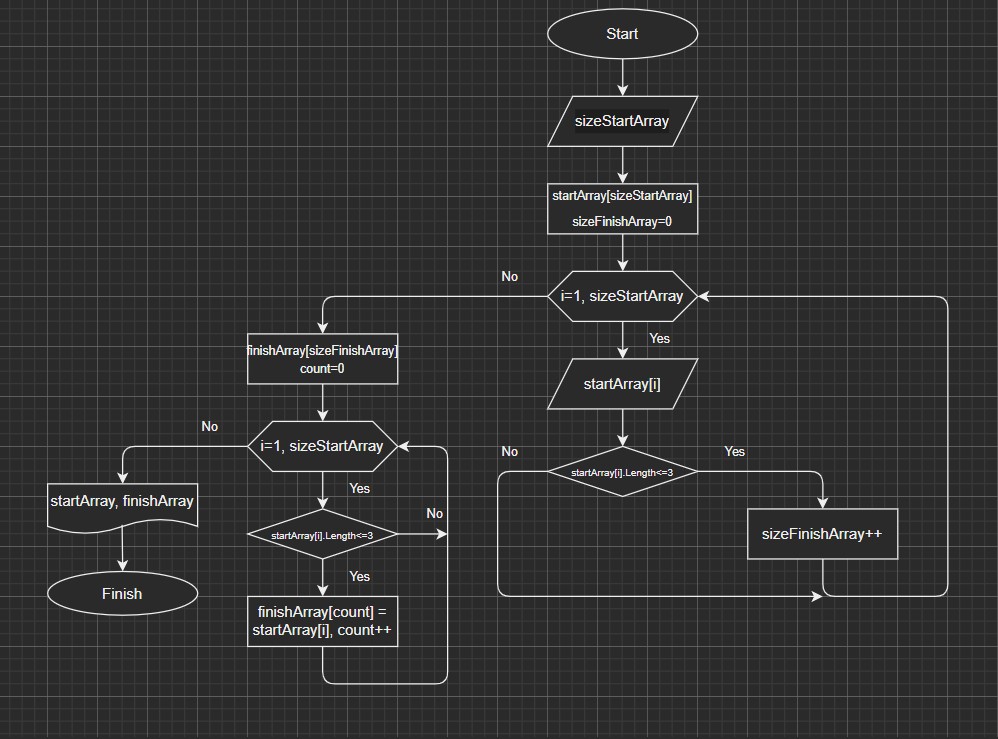 Start
sizeStartArray
startArray[sizeStartArray]
sizeFinishArray=0
No
i=1, sizeStartArray
Yes
startArray[i]
No
startArray[i].Length<=3
Yes
sizeFinishArray++
finishArray[sizeFinishArray]
count=0
No
i=1, sizeStartArray
Yes
startArray, finishArray
No
startArray[i].Length<=3
Yes
Finish
finishArray[count] =
startArray[i], count++